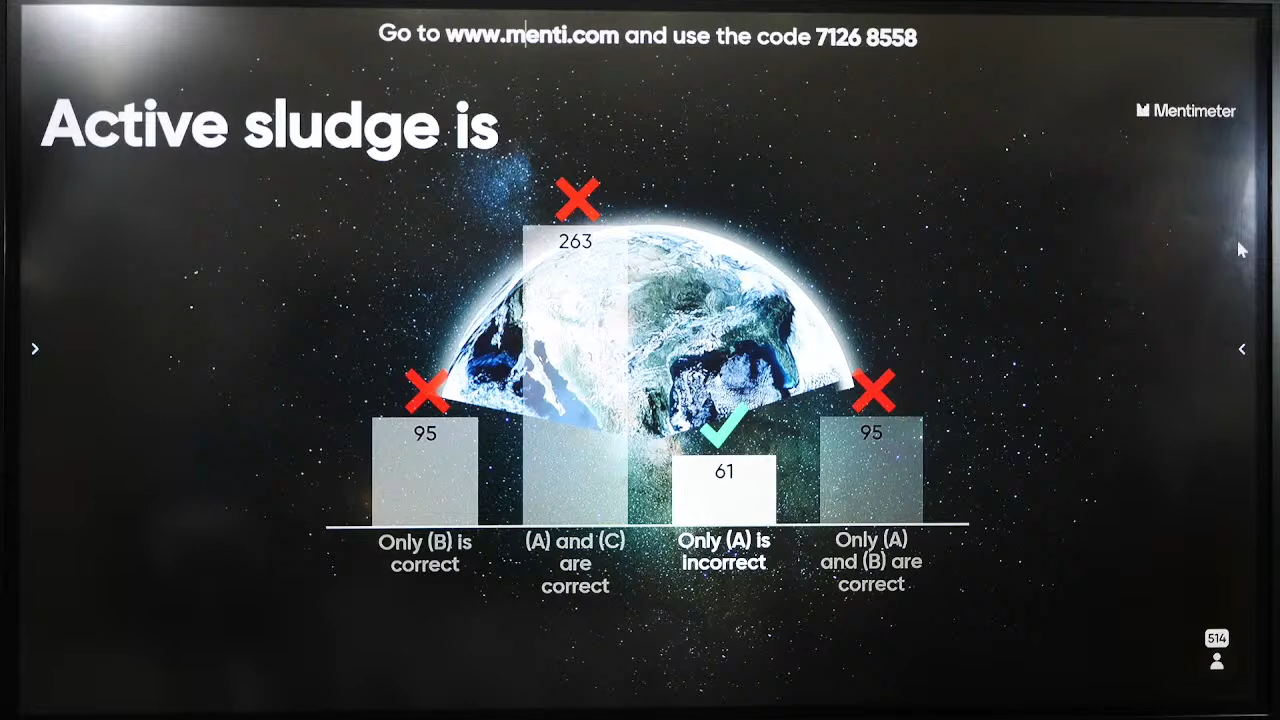 Go to www.menti.com and use the code 7126 8558
Active sludge is
Mentimeter
263
95
61
95
Only (B) is
correct
(A) and (C)
are
correct
Only (A) is
incorrect
Only (A)
and (B) are
correct
514